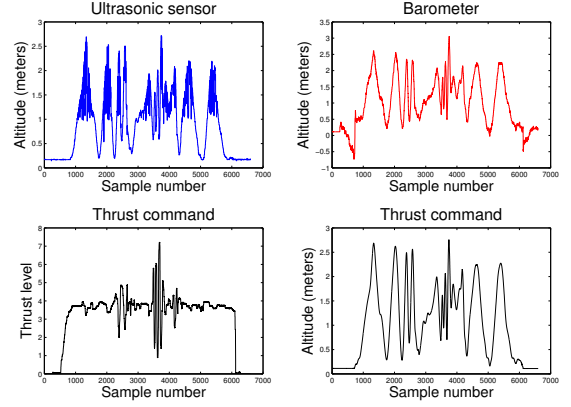 Ultrasonic sensor
Altitude (meters)
3
2.5
2
1.5
1
0.5
0
0 1000 2000 3000 4000 5000 6000 7000
Sample number
Barometer
Altitude (meters)
3.5
3
2.5
2
1.5
1
0.5
0
−0.5
−1
0 1000 2000 3000 4000 5000 6000 7000
Sample number
Thrust command
Thrust level
8
7
6
5
4
3
2
1
0
0 1000 2000 3000 4000 5000 6000 7000
Sample number
Thrust command
Altitude (meters)
3
2.5
2
1.5
1
0.5
0
0 1000 2000 3000 4000 5000 6000 7000
Sample number